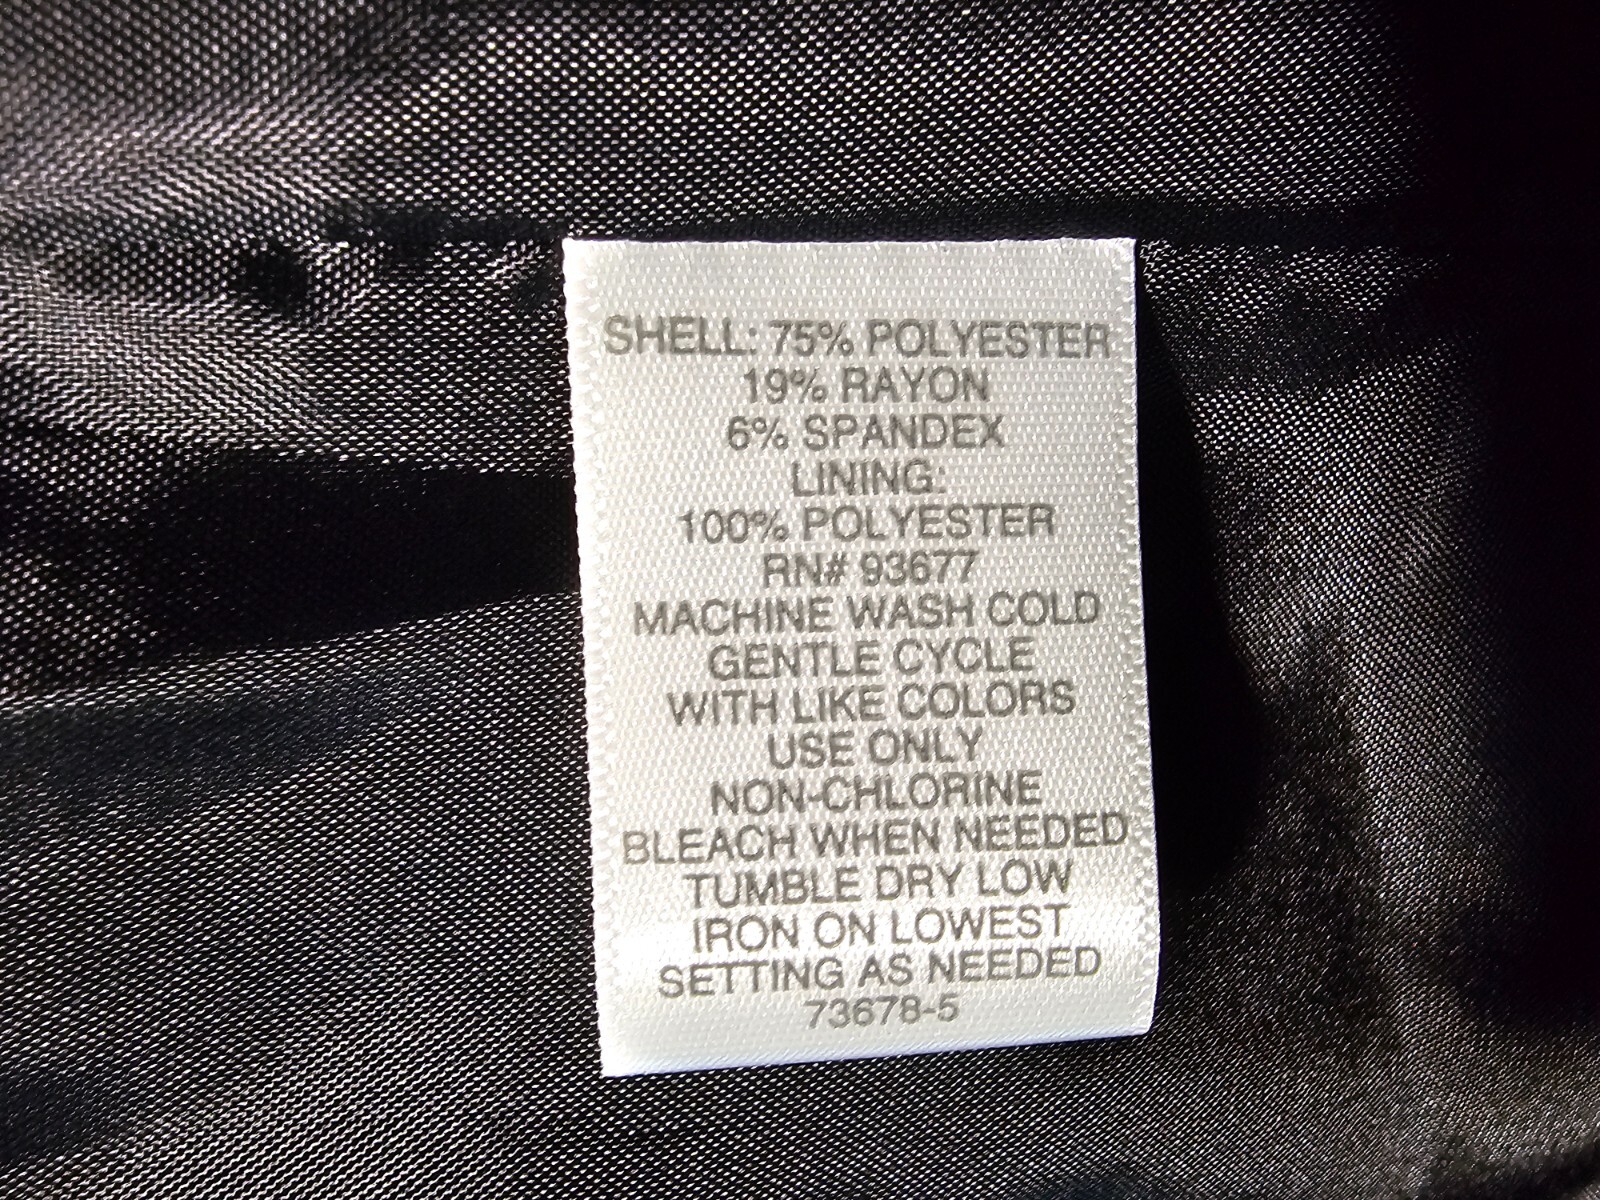 SHELL: 75% POLYESTER
19% RAYON
6% SPANDEX
LINING:
100% POLYESTER
RN# 93677
MACHINE WASH COLD
GENTLE CYCLE
WITH LIKE COLORS
USE ONLY
NON-CHLORINE
BLEACH WHEN NEEDED
TUMBLE DRY LOW
IRON ON LOWEST
SETTING AS NEEDED
73678-5